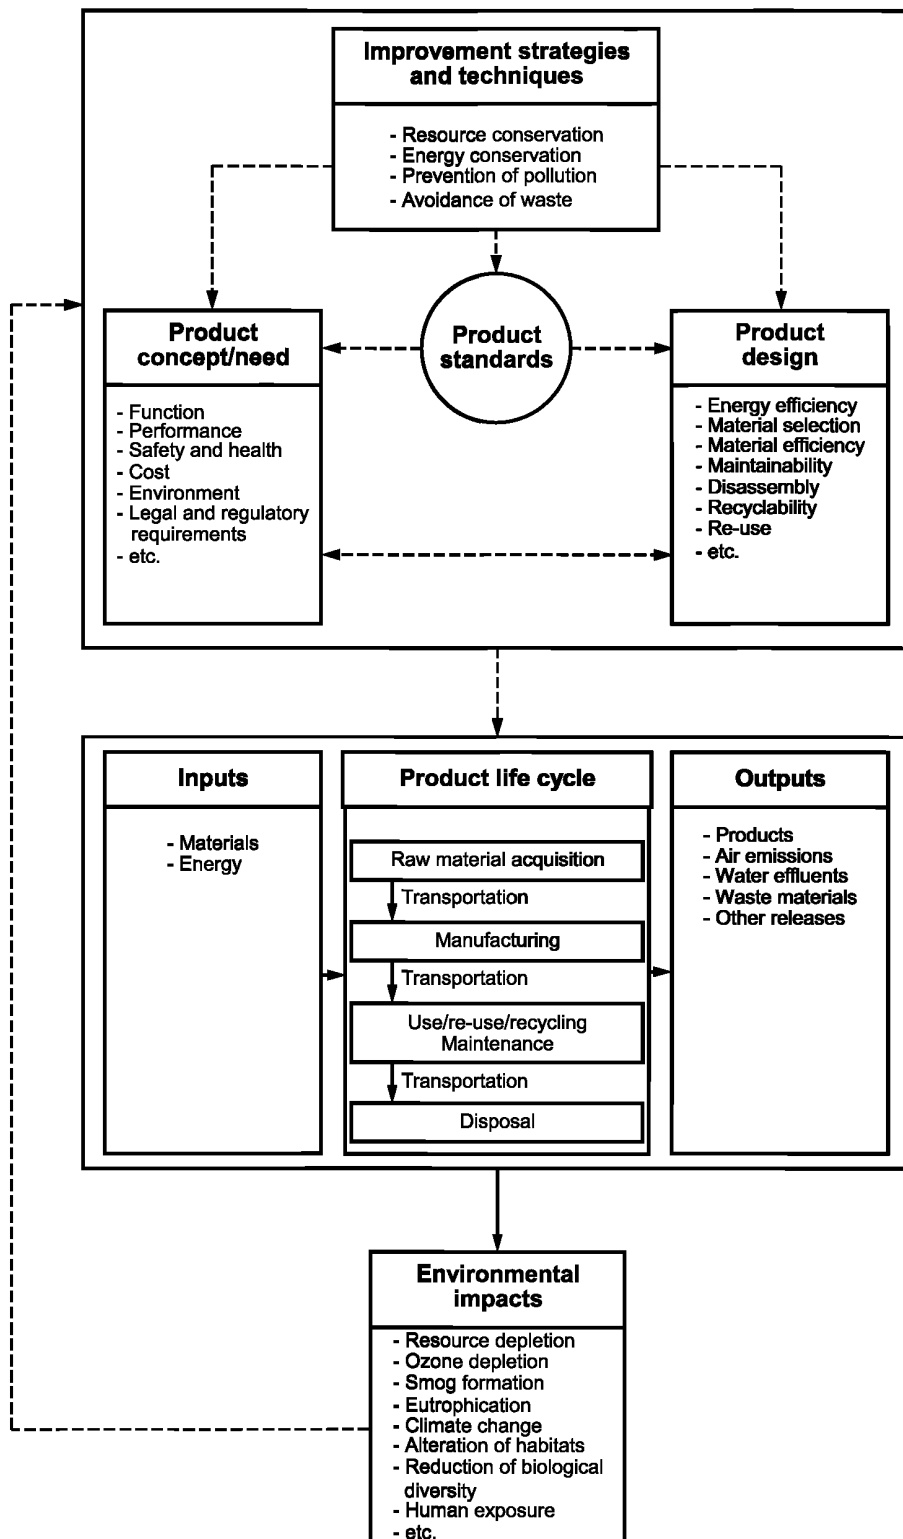 Improvement strategies
and techniques
- Resource conservation
- Energy conservation
- Prevention of pollution
- Avoidance of waste
Product
concept/need
- Function
- Performance
- Safety and health
- Cost
- Environment
- Legal and regulatory
requirements
- etc.
Product
standards
Product
design
- Energy efficiency
- Material selection
- Material efficiency
- Maintainability
- Disassembly
- Recyclability
- Re-use
- etc.
Inputs
- Materials
- Energy
Product life cycle
Raw material acquisition
Transportation
Manufacturing
Transportation
Use/re-use/recycling
Maintenance
Transportation
Disposal
Outputs
- Products
- Air emissions
- Water effluents
- Waste materials
- Other releases
Environmental
impacts
- Resource depletion
- Ozone depletion
- Smog formation
- Eutrophication
- Climate change
- Alteration of habitats
- Reduction of biological
diversity
- Human exposure
- etc.